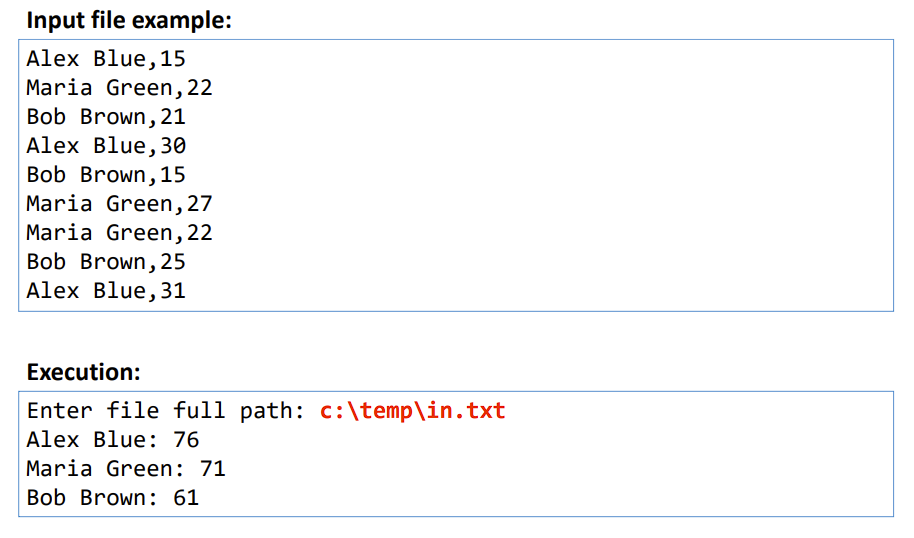 Input file example:
Alex Blue,15
Maria Green,22
Bob Brown,21
Alex Blue,30
Bob Brown,15
Maria Green,27
Maria Green,22
Bob Brown,25
Alex Blue,31
Execution:
Enter file full path: c:\temp\in.txt
Alex Blue: 76
Maria Green: 71
Bob Brown: 61